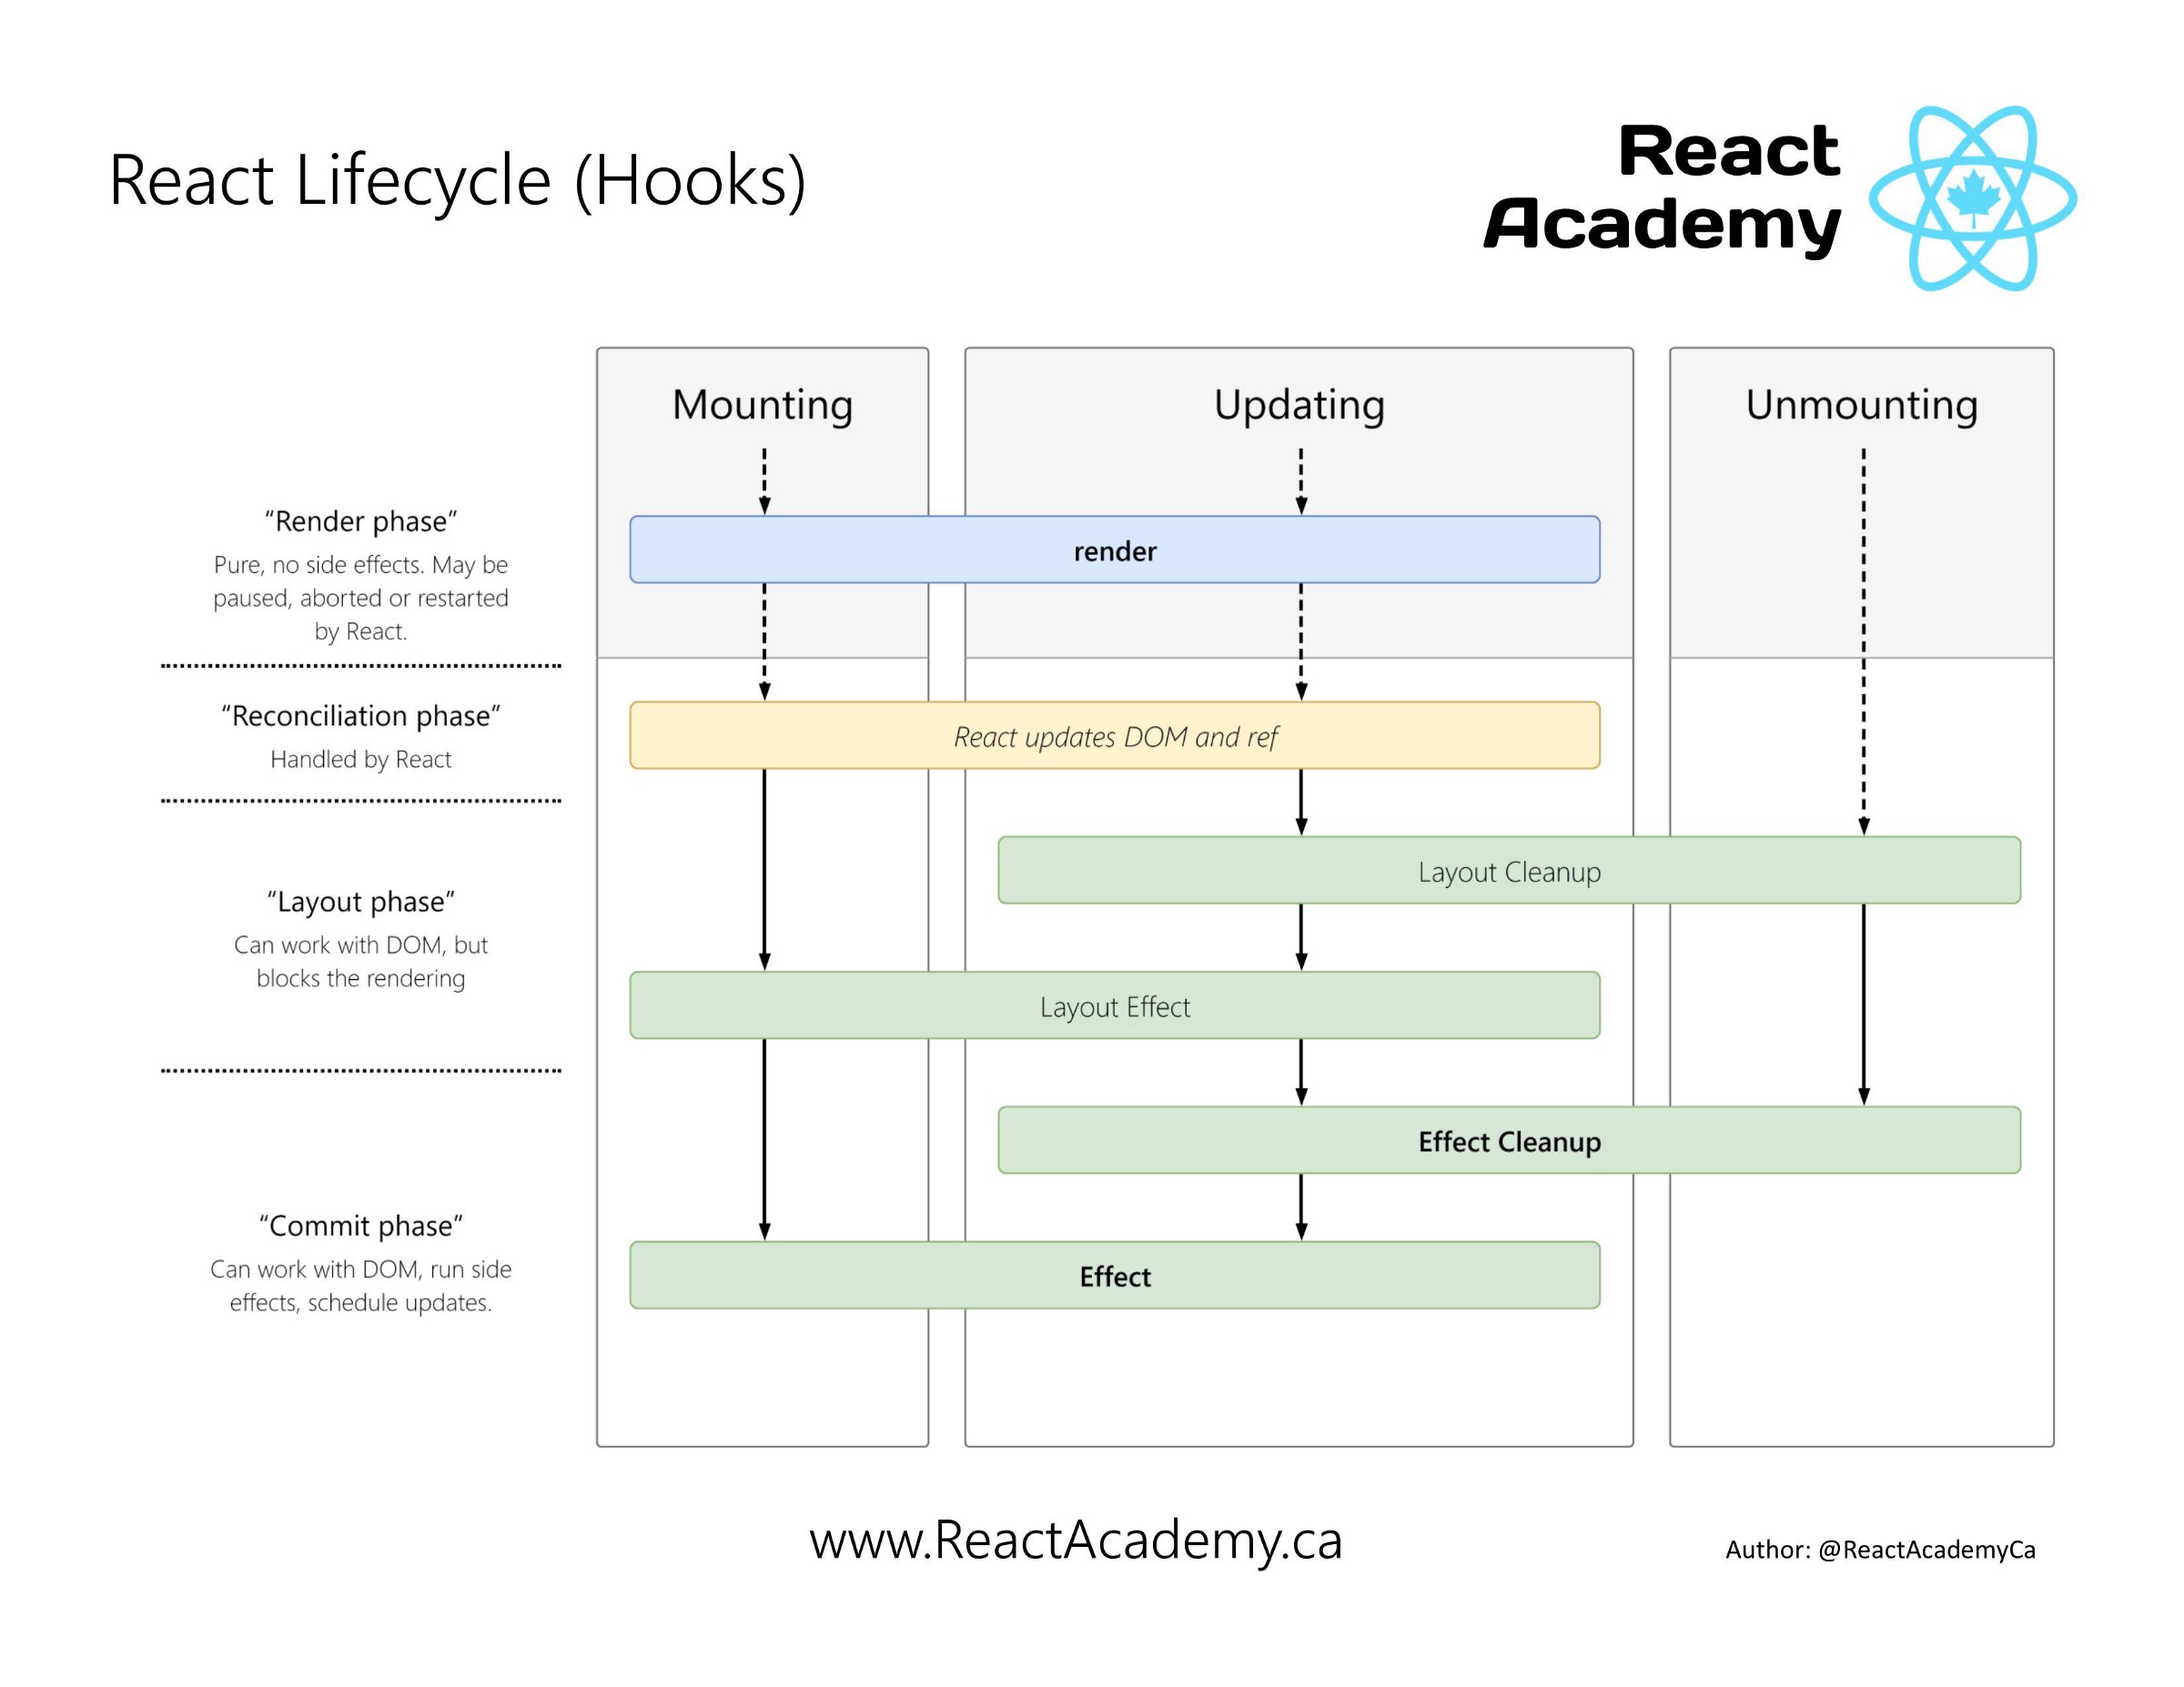 React Lifecycle (Hooks)
React
Academy
Mounting
Updating
Unmounting
“Render phase”
Pure, no side effects. May be
paused, aborted or restarted
by React.
render
“Reconciliation phase”
Handled by React
React updates DOM and ref
“Layout phase”
Can work with DOM, but
blocks the rendering
Layout Cleanup
Layout Effect
“Commit phase”
Can work with DOM, run side
effects, schedule updates.
Effect Cleanup
Effect
www.ReactAcademy.ca
Author: @ReactAcademyCa